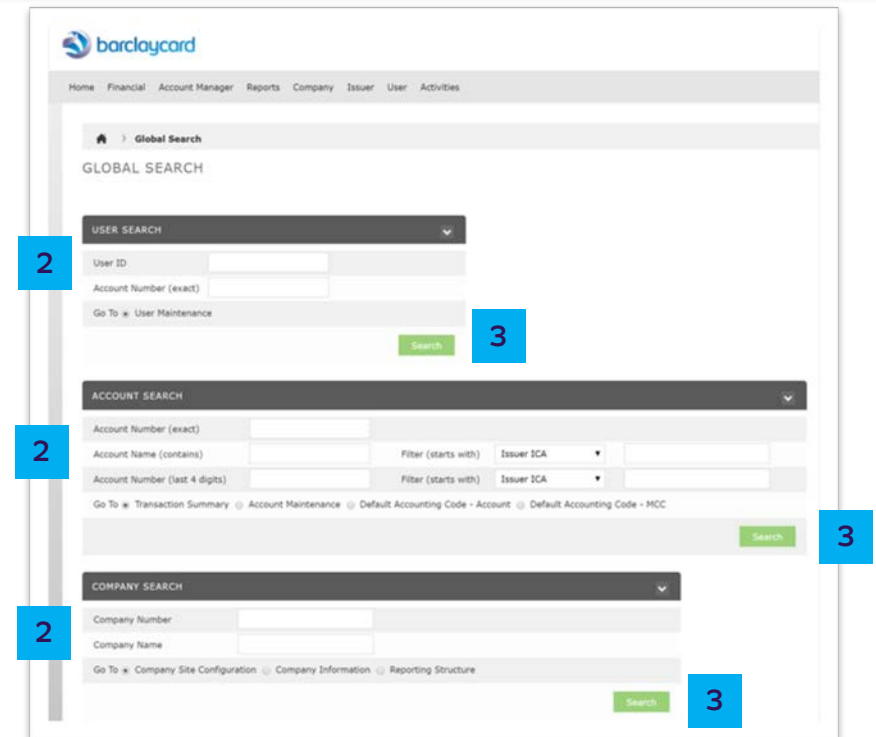 barclaycard
Home Financial Account Manager Reports Company Issuer User Activities
Global Search
GLOBAL SEARCH
USER SEARCH
2
User ID
Account Number (exact)
Go To User Maintenance
Search
3
ACCOUNT SEARCH
Account Number (exact)
2
Account Name (contains) Filter (starts with) Issuer ICA
Account Number (last 4 digits) Filter (starts with) Issuer ICA
Go To Transaction Summary Account Maintenance Default Accounting Code - Account Default Accounting Code - MCC
Search
3
COMPANY SEARCH
Company Number
2
Company Name
Go To Company Site Configuration Company Information Reporting Structure
Search
3